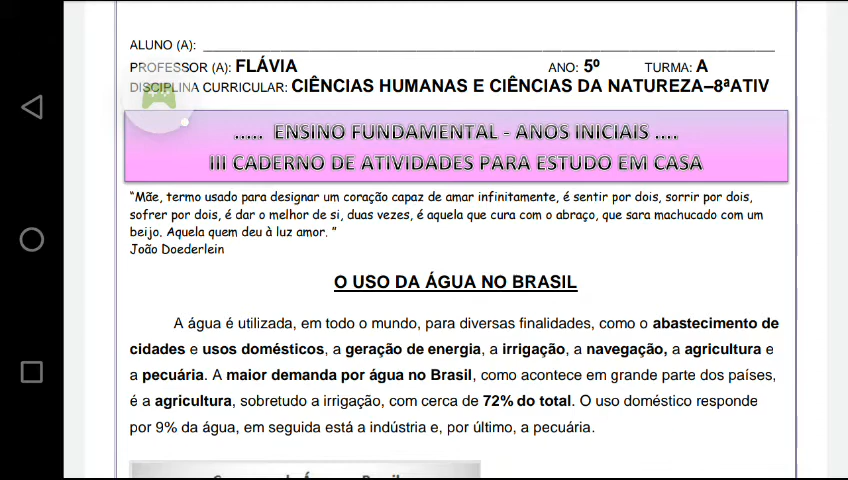 ALUNO (A):
PROFESSOR (A): FLÁVIA ANO: 5º TURMA: A
DISCIPLINA CURRICULAR: CIÊNCIAS HUMANAS E CIÊNCIAS DA NATUREZA–8ªATIV
..... ENSINO FUNDAMENTAL - ANOS INICIAIS ....
III CADERNO DE ATIVIDADES PARA ESTUDO EM CASA
“Mãe, termo usado para designar um coração capaz de amar infinitamente, é sentir por dois, sorrir por dois,
sofrer por dois, é dar o melhor de si, duas vezes, é aquela que cura com o abraço, que sara machucado com um
beijo. Aquela quem deu à luz amor. ”
João Doederlein
O USO DA ÁGUA NO BRASIL
A água é utilizada, em todo o mundo, para diversas finalidades, como o abastecimento de
cidades e usos domésticos, a geração de energia, a irrigação, a navegação, a agricultura e
a pecuária. A maior demanda por água no Brasil, como acontece em grande parte dos países,
é a agricultura, sobretudo a irrigação, com cerca de 72% do total. O uso doméstico responde
por 9% da água, em seguida está a indústria e, por último, a pecuária.